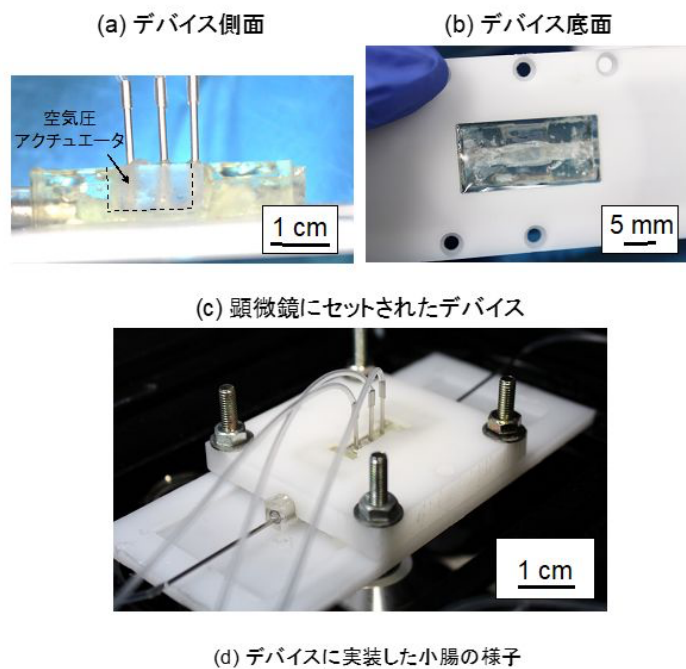 (a) デバイス側面
(b) デバイス底面
空気圧
アクチュエータ
1 cm
5 mm
(c) 顕微鏡にセットされたデバイス
1 cm
(d) デバイスに実装した小腸の様子